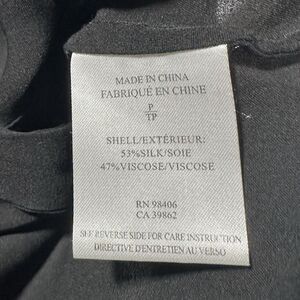 MADE IN CHINA
FABRIQUÉ EN CHINE
P
TP
SHELL/EXTÉRIEUR:
53%SILK/SOIE
47%VISCOSE/VISCOSE
RN 98406
CA 39862
SEE REVERSE SIDE FOR CARE INSTRUCTION
DIRECTIVE D'ENTRETIEN AU VERSO